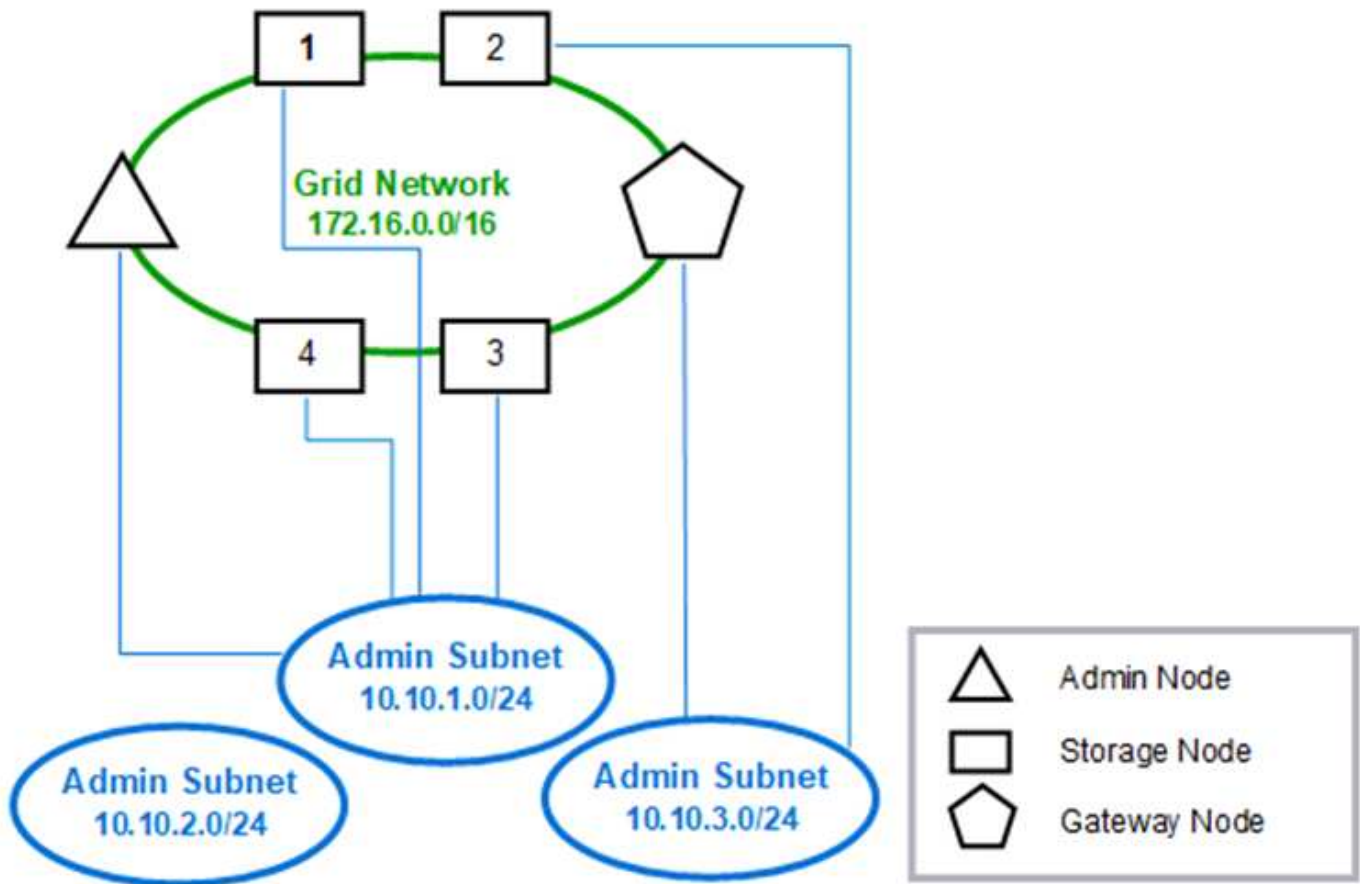 1
2
Grid Network
172.16.0.0/16
4
3
Admin Subnet
10.10.1.0/24
Admin Subnet
10.10.2.0/24
Admin Subnet
10.10.3.0/24
Admin Node
Storage Node
Gateway Node